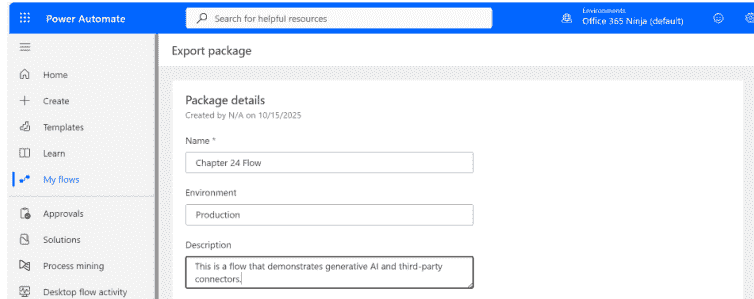 Power Automate
Search for helpful resources
Environments
Office 365 Ninja (default)
Export package
Home
Create
Templates
Learn
My flows
Approvals
Solutions
Process mining
Desktop flow activity
Package details
Created by N/A on 10/15/2025
Name *
Chapter 24 Flow
Environment
Production
Description
This is a flow that demonstrates generative AI and third-party
connectors.